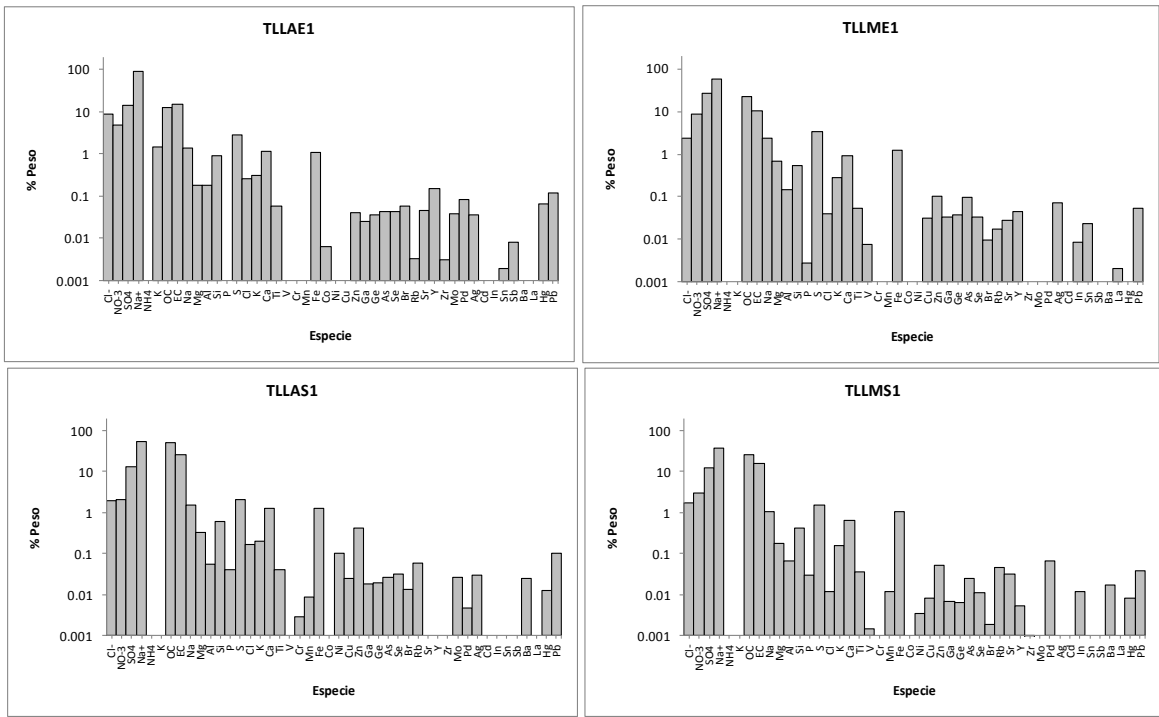 TLLAE1
% Peso
100
10
1
0.1
0.01
0.001
Cl- NO-3 SO4 Na+ NH4 K OC EC Na Mg Al Si P S Cl K Ca Ti V Cr Mn Fe Co Ni Cu Zn Ga Ge As Se Br Rb Sr Y Zr Mo Pd Ag Cd In Sn Sb Ba La Hg Pb
Especie
TLLME1
% Peso
100
10
1
0.1
0.01
0.001
Cl- NO-3 SO4 Na+ NH4 K OC EC Na Mg Al Si P S Cl K Ca Ti V Cr Mn Fe Co Ni Cu Zn Ga Ge As Se Br Rb Sr Y Zr Mo Pd Ag Cd In Sn Sb Ba La Hg Pb
Especie
TLLAS1
% Peso
100
10
1
0.1
0.01
0.001
Cl- NO-3 SO4 Na+ NH4 K OC EC Na Mg Al Si P S Cl K Ca Ti V Cr Mn Fe Co Ni Cu Zn Ga Ge As Se Br Rb Sr Y Zr Mo Pd Ag Cd In Sn Sb Ba La Hg Pb
Especie
TLLMS1
% Peso
100
10
1
0.1
0.01
0.001
Cl- NO-3 SO4 Na+ NH4 K OC EC Na Mg Al Si P S Cl K Ca Ti V Cr Mn Fe Co Ni Cu Zn Ga Ge As Se Br Rb Sr Y Zr Mo Pd Ag Cd In Sn Sb Ba La Hg Pb
Especie